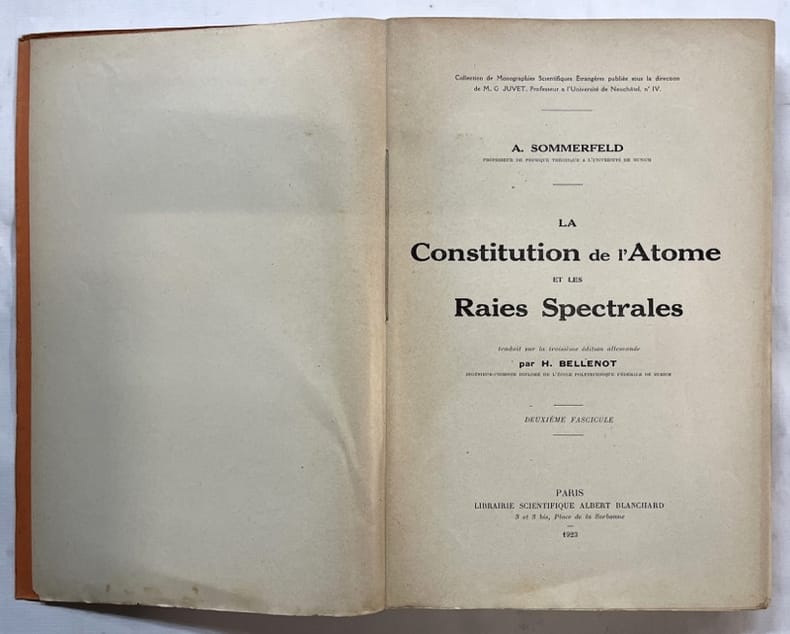 Collection de Monographies Scientifiques Étrangères publiée sous la direction
de M. G JUVET, Professeur a l'Université de Neuchâtel, n° IV.
A. SOMMERFELD
PROFESSEUR DE PHYSIQUE THÉORIQUE A L'UNIVERSITÉ DE MUNICH
LA
Constitution de l'Atome
ET LES
Raies Spectrales
traduit sur la troisième édition allemande
par H. BELLENOT
INGÉNIEUR-CHIMISTE DIPLOMÉ DE L'ÉCOLE POLYTECHNIQUE FÉDÉRALE DE
DEUXIÈME FASCICULE
PARIS
LIBRAIRIE SCIENTIFIQUE ALBERT BLANCHARD
3 et 3 bis, Place de la Sorbonne
1923